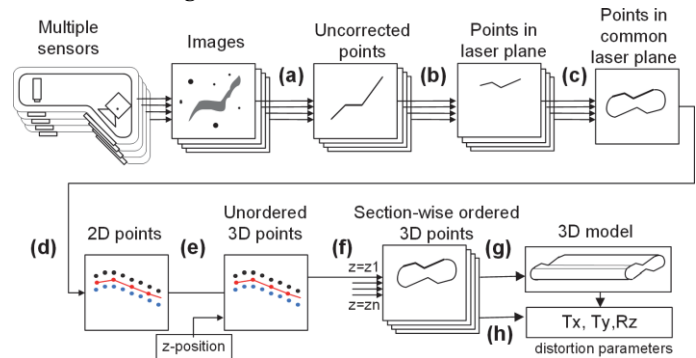 Multiple
sensors
Images
(a)
Uncorrected
points
(b)
Points in
laser plane
(c)
Points in
common
laser plane
(d)
2D points
(e)
Unordered
3D points
z-position
(f)
z=z1
z=zn
Section-wise ordered
3D points
(g)
(h)
3D model
Tx, Ty,Rz
distortion parameters